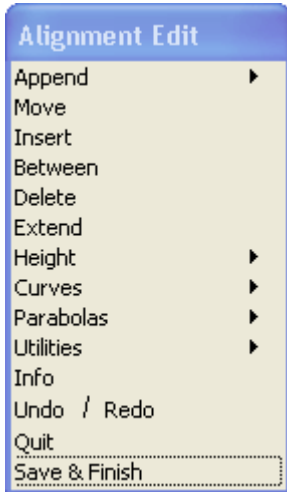 Alignment Edit
Append
Move
Insert
Between
Delete
Extend
Height
Curves
Parabolas
Utilities
Info
Undo / Redo
Quit
Save & Finish